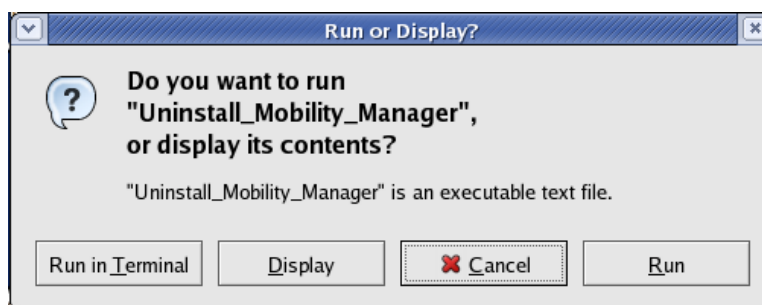 Run or Display?
Do you want to run
"Uninstall_Mobility_Manager",
or display its contents?
"Uninstall_Mobility_Manager" is an executable text file.
Run in Terminal
Display
Cancel
Run